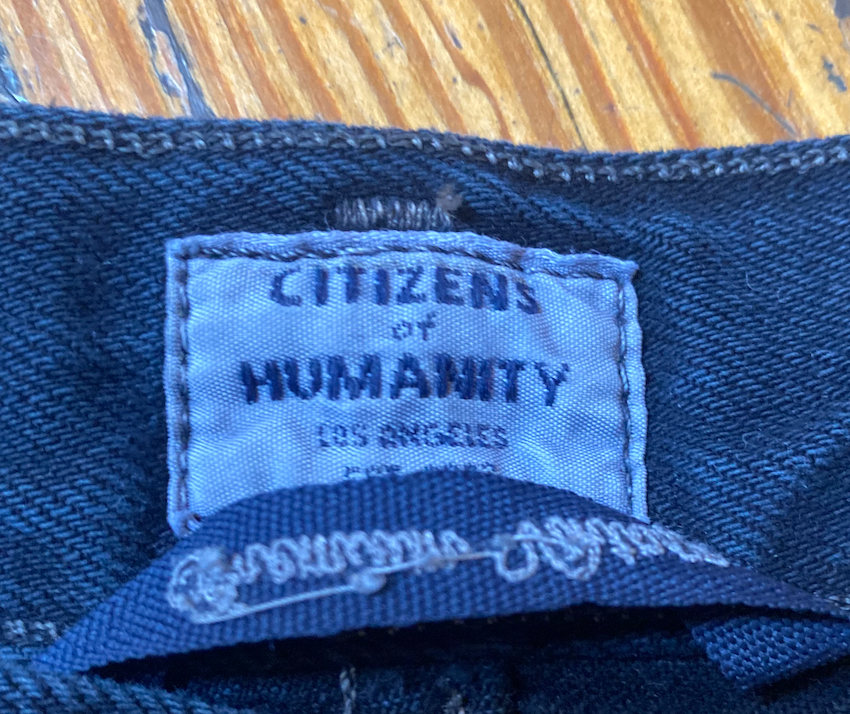 CITIZENS
of
HUMANITY
LOS ANGELES